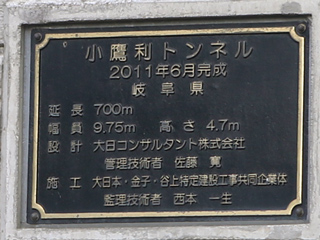 小鷹利トンネル
2011年6月完成
岐阜県
延長 700m
幅員 9.75m 高さ 4.7m
設計 大日コンサルタント株式会社
管理技術者 佐藤 寛
施工 大日本・金子・谷上特定建設工事共同企業体
監理技術者 西本 一生